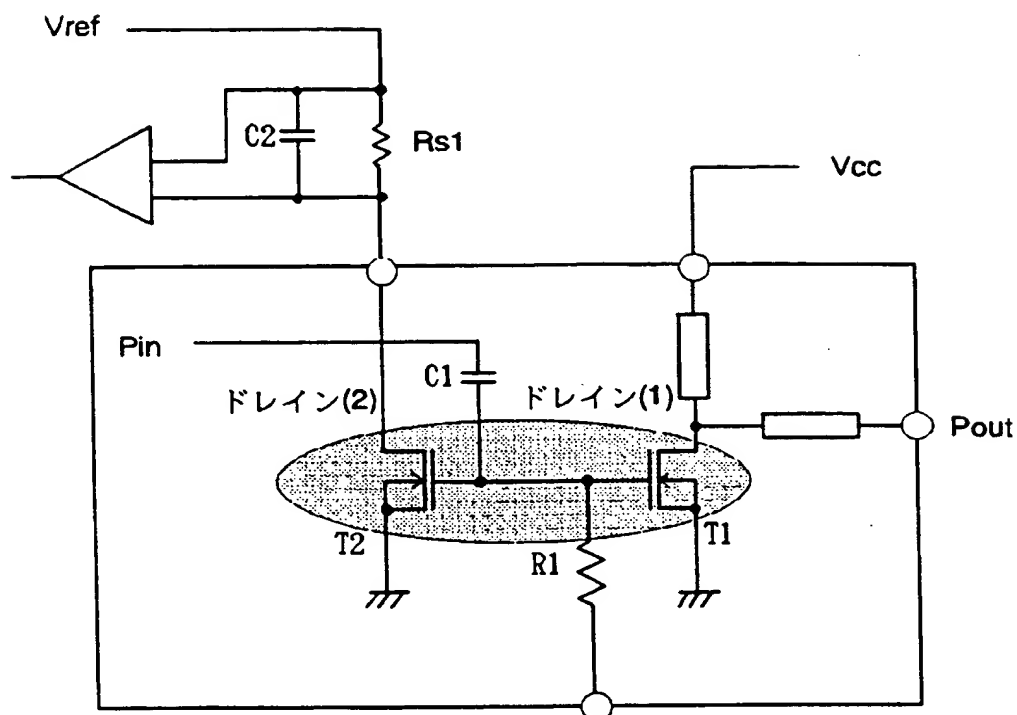 Vref
C2
Rs1
Vcc
Pin
C1
ドレイン(2)
ドレイン(1)
Pout
T2
R1
T1